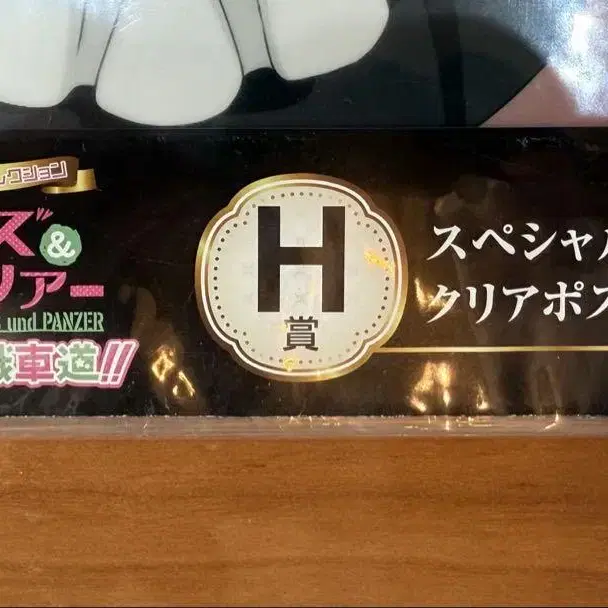 レクション
ズ&
リアー
und PANZER
戦車道!!
H
賞
スペシャル
クリアポス